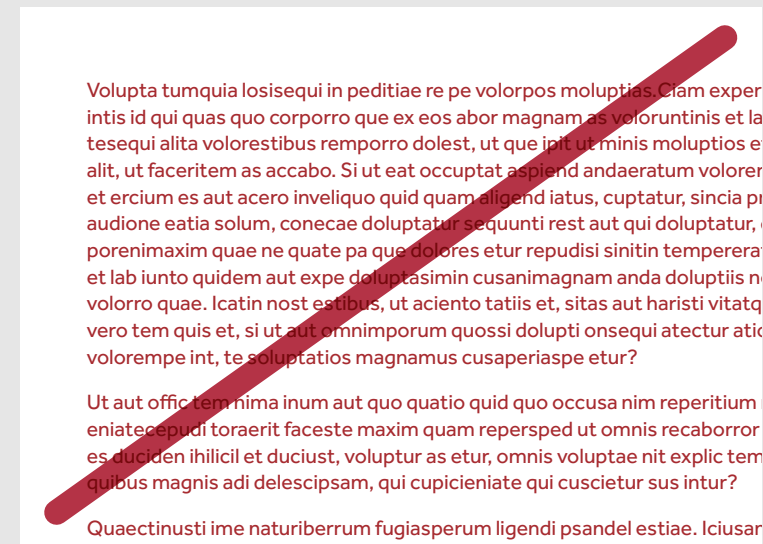 Volupta tumquia losisequi in peditiae re pe volorpos moluptias.Ciam exper
intis id qui quas quo corporro que ex eos abor magnam as voloruntinis et la
tesequi alita volorestibus remporro dolest, ut que ipit ut minis moluptios e
alit, ut faceritem as accabo. Si ut eat occuptat aspiend andaeratum volorer
et ercium es aut acero inveliquo quid quam aligend iatus, cuptatur, sincia pr
audione eatia solum, conecae doluptatur sequunti rest aut qui doluptatur,
porenimaxim quae ne quate pa que dolores etur repudisi sinitin tempererat
et lab iunto quidem aut expe doluptasimin cusanimagnam anda doluptiis n
volorro quae. Icatin nost estibus, ut aciento tatiis et, sitas aut haristi vitatq
vero tem quis et, si ut aut omnimporum quossi dolupti onsequi atectur atic
volorempe int, te soluptatios magnamus cusaperiaspe etur?
Ut aut offic tem nima inum aut quo quatio quid quo occusa nim reperitium
eniatecepudi toraerit faceste maxim quam repersped ut omnis recaborror
es duciden ihilicil et duciust, voluptur as etur, omnis voluptae nit explic tem
quibus magnis adi delescipsam, qui cupicieniate qui cuscietur sus intur?
Quaectinusti ime naturiberrum fugiasperum ligendi psandel estiae. Iciusan